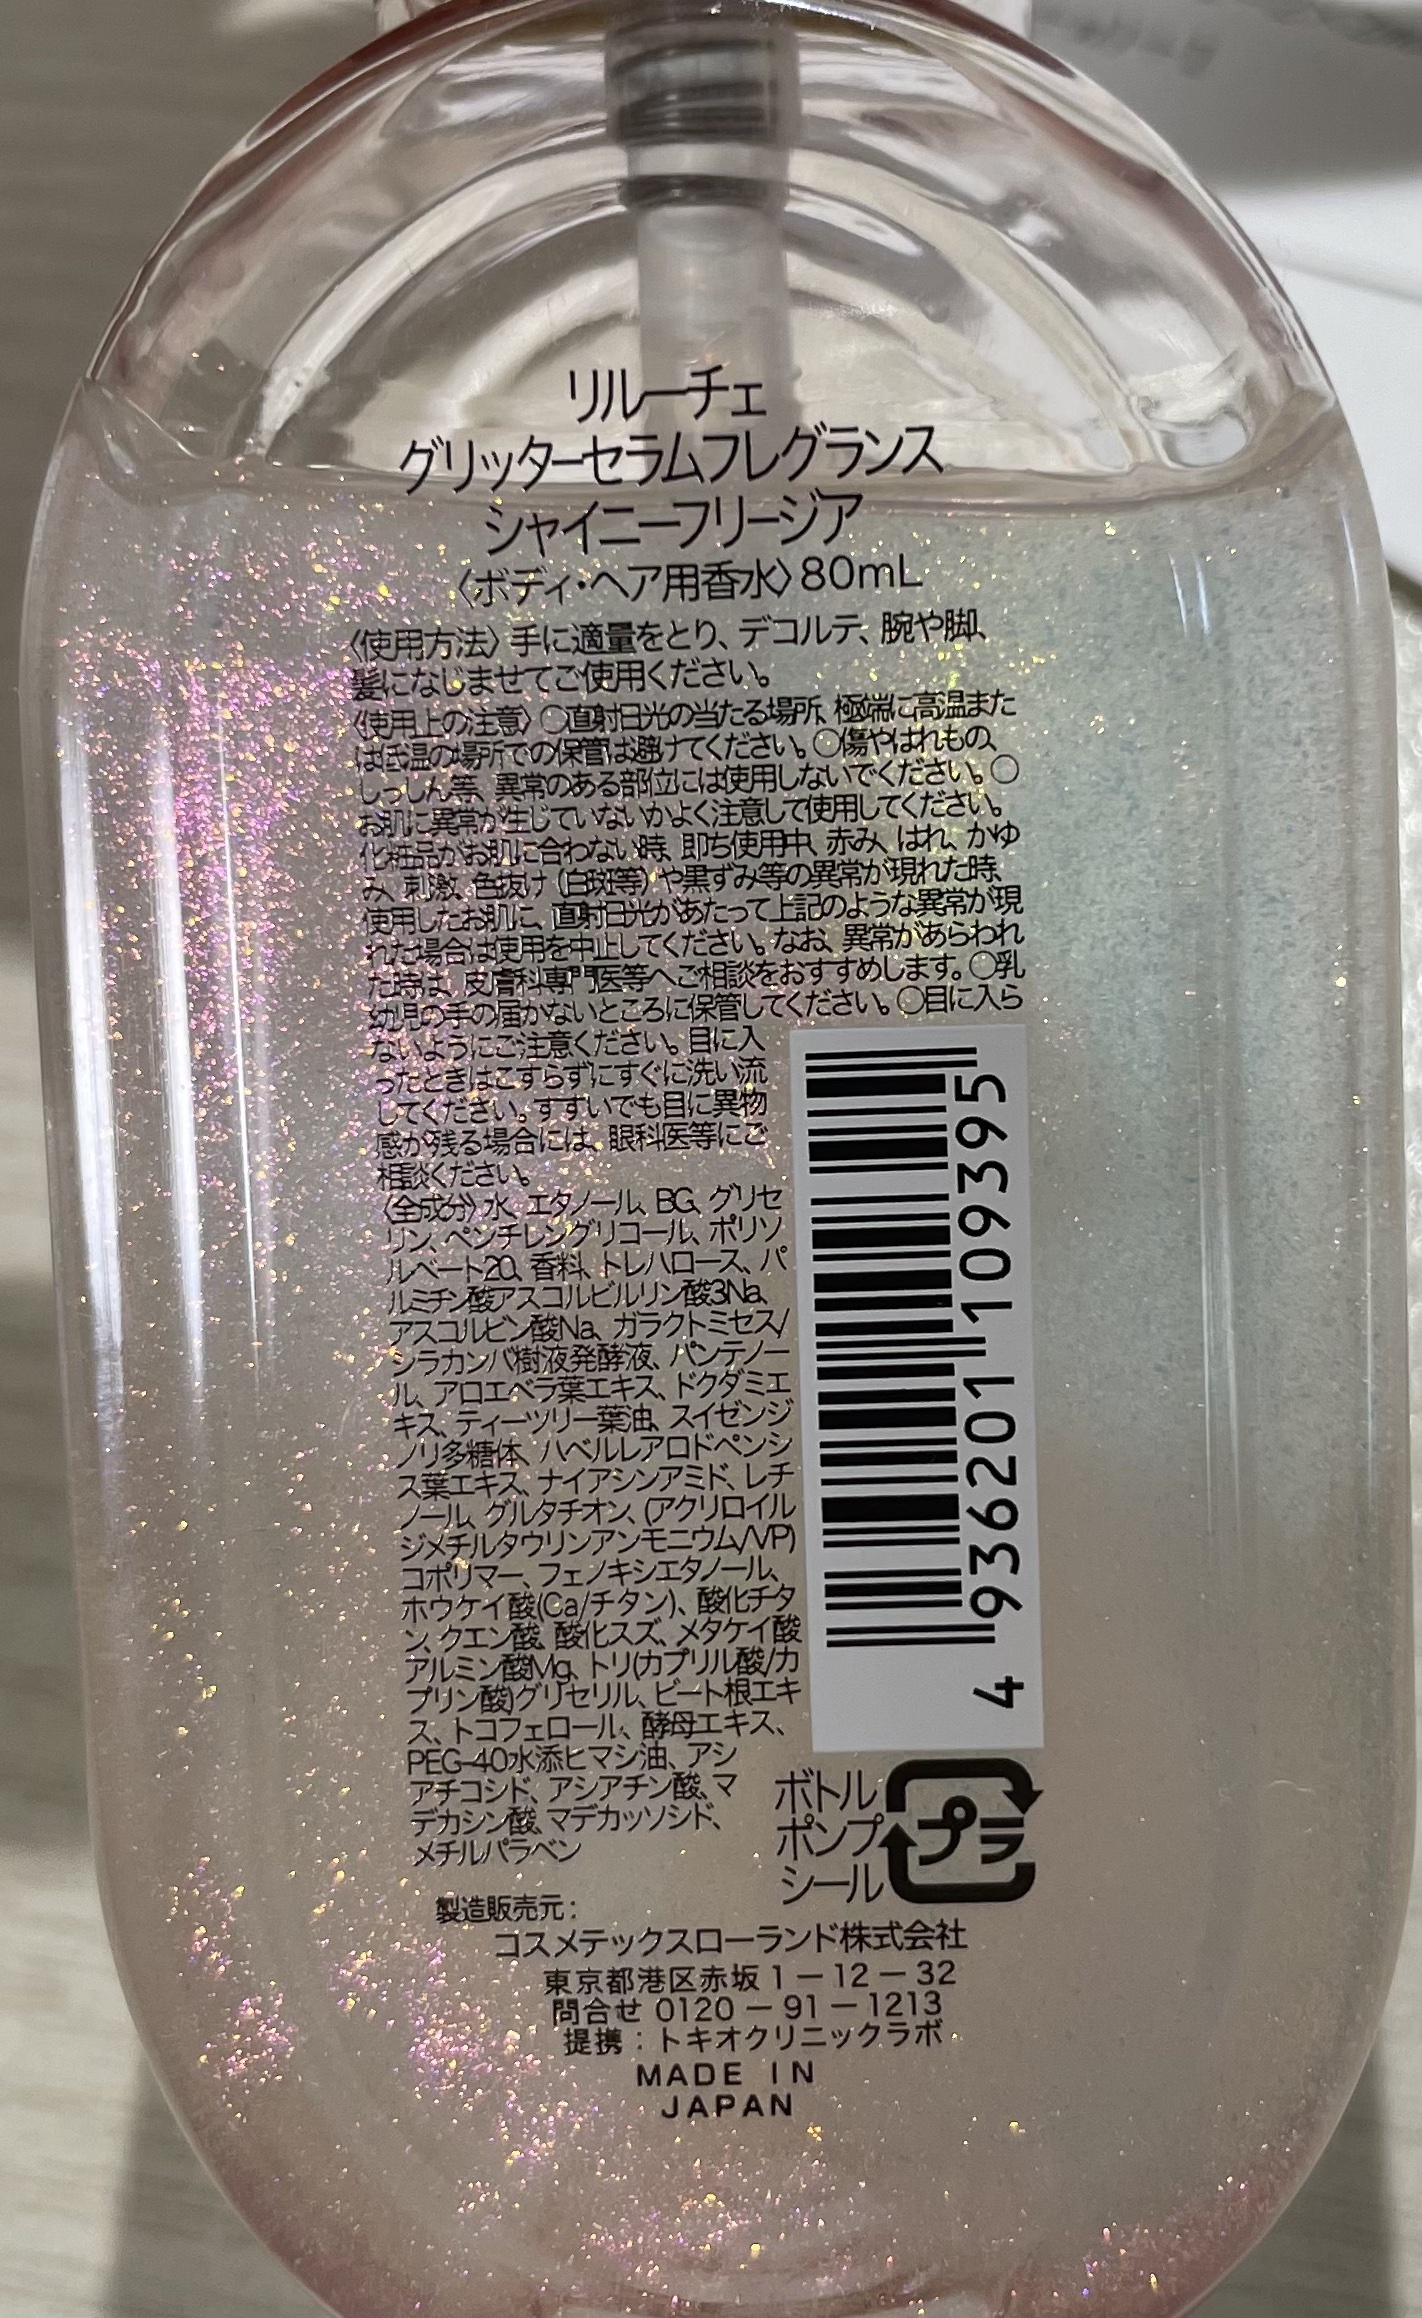 リルーチェ
グリッターセラムフレグランス
シャイニーフリージア
〈ボディ・ヘア用香水〉80mL
〈使用方法〉手に適量をとり、デコルテ、腕や脚、
髪になじませてご使用ください。
〈使用上の注意〉○直射日光の当たる場所、極端に高温また
は低温の場所での保管は避けてください。○傷やはれもの、
しっしん等、異常のある部位には使用しないでください。○
お肌に異常が生じていないかよく注意して使用してください。
化粧品がお肌に合わない時、即ち使用中、赤み、はれ、かゆ
み、刺激、色抜け（白斑等）や黒ずみ等の異常が現れた時、
使用したお肌に、直射日光があたって上記のような異常が現
れた場合は使用を中止してください。なお、異常があらわれ
た時は、皮膚科専門医等へご相談をおすすめします。○乳
幼児の手の届かないところに保管してください。○目に入ら
ないようにご注意ください。目に入
ったときはこすらずにすぐに洗い流
してください。すすいでも目に異物
感が残る場合には、眼科医等にご
相談ください。
〈全成分〉水、エタノール、BG、グリセ
リン、ペンチレングリコール、ポリソ
ルベート20、香料、トレハロース、パ
ルミチン酸アスコルビルリン酸3Na、
アスコルビン酸Na、ガラクトミセス/
シラカンバ樹液発酵液、パンテノー
ル、アロエベラ葉エキス、ドクダミエ
キス、ティーツリー葉油、スイゼンジ
ノリ多糖体、ハベルレアロドペンシ
ス葉エキス、ナイアシンアミド、レチ
ノール、グルタチオン、(アクリロイル
ジメチルタウリンアンモニウム/VP)
コポリマー、フェノキシエタノール、
ホウケイ酸(Ca/チタン)、酸化チタ
ン、クエン酸、酸化スズ、メタケイ酸
アルミン酸Mg、トリ(カプリル酸/カ
プリン酸)グリセリル、ビート根エキ
ス、トコフェロール、酵母エキス、
PEG-40水添ヒマシ油、アシ
アチコシド、アシアチン酸、マ
デカシン酸、マデカッソシド、
メチルパラベン
4 936201 109395
ボトル
ポンプ
シール
プラ
製造販売元：
コスメテックスローランド株式会社
東京都港区赤坂1－12－32
問合せ 0120－91－1213
提携：トキオクリニックラボ
MADE IN
JAPAN